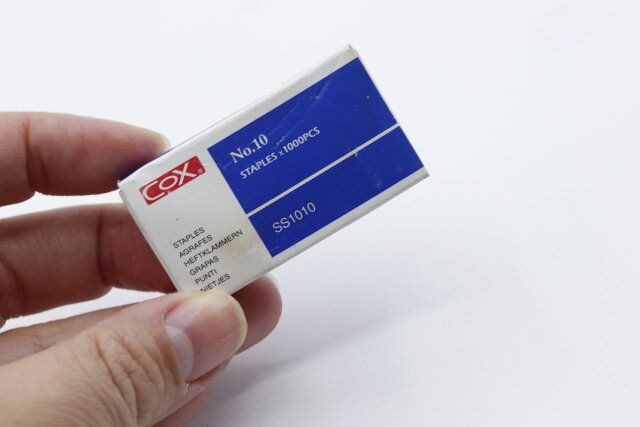 COX®
No.10
STAPLES x1000PCS
SS1010
STAPLES
AGRAFES
HEFTKLAMMERN
GRAPAS
PUNTI
NIETJES